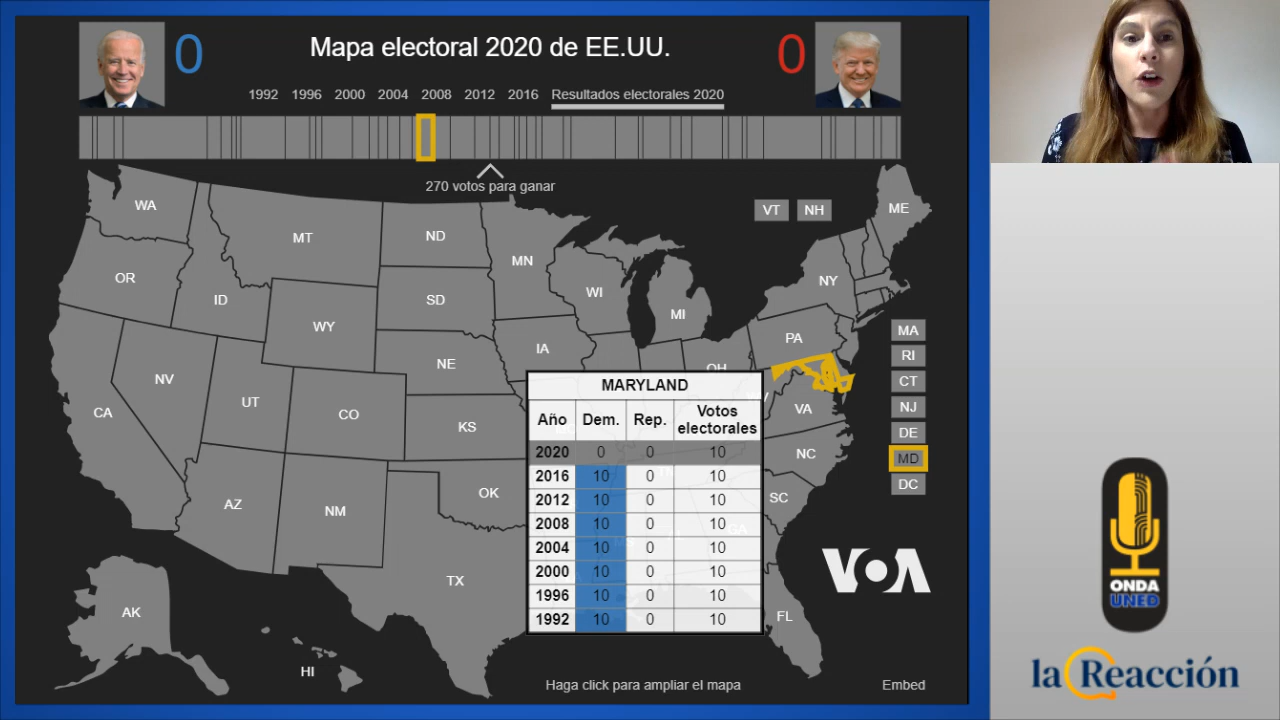 0
Mapa electoral 2020 de EE.UU.
0
1992 1996 2000 2004 2008 2012 2016 Resultados electorales 2020
270 votos para ganar
WA
MT
ND
MN
VT NH
ME
OR
ID
SD
WI
MI
NY
WY
IA
PA
MA
RI
NV
NE
OH
CT
CA
UT
CO
KS
VA
NJ
DE
NC
MD
AZ
NM
OK
SC
DC
TX
GA
AK
FL
HI
MARYLAND
Año Dem. Rep. Votos electorales
2020 0 0 10
2016 10 0 10
2012 10 0 10
2008 10 0 10
2004 10 0 10
2000 10 0 10
1996 10 0 10
1992 10 0 10
VOA
Haga click para ampliar el mapa
Embed
ONDA
UNED
la Reacción